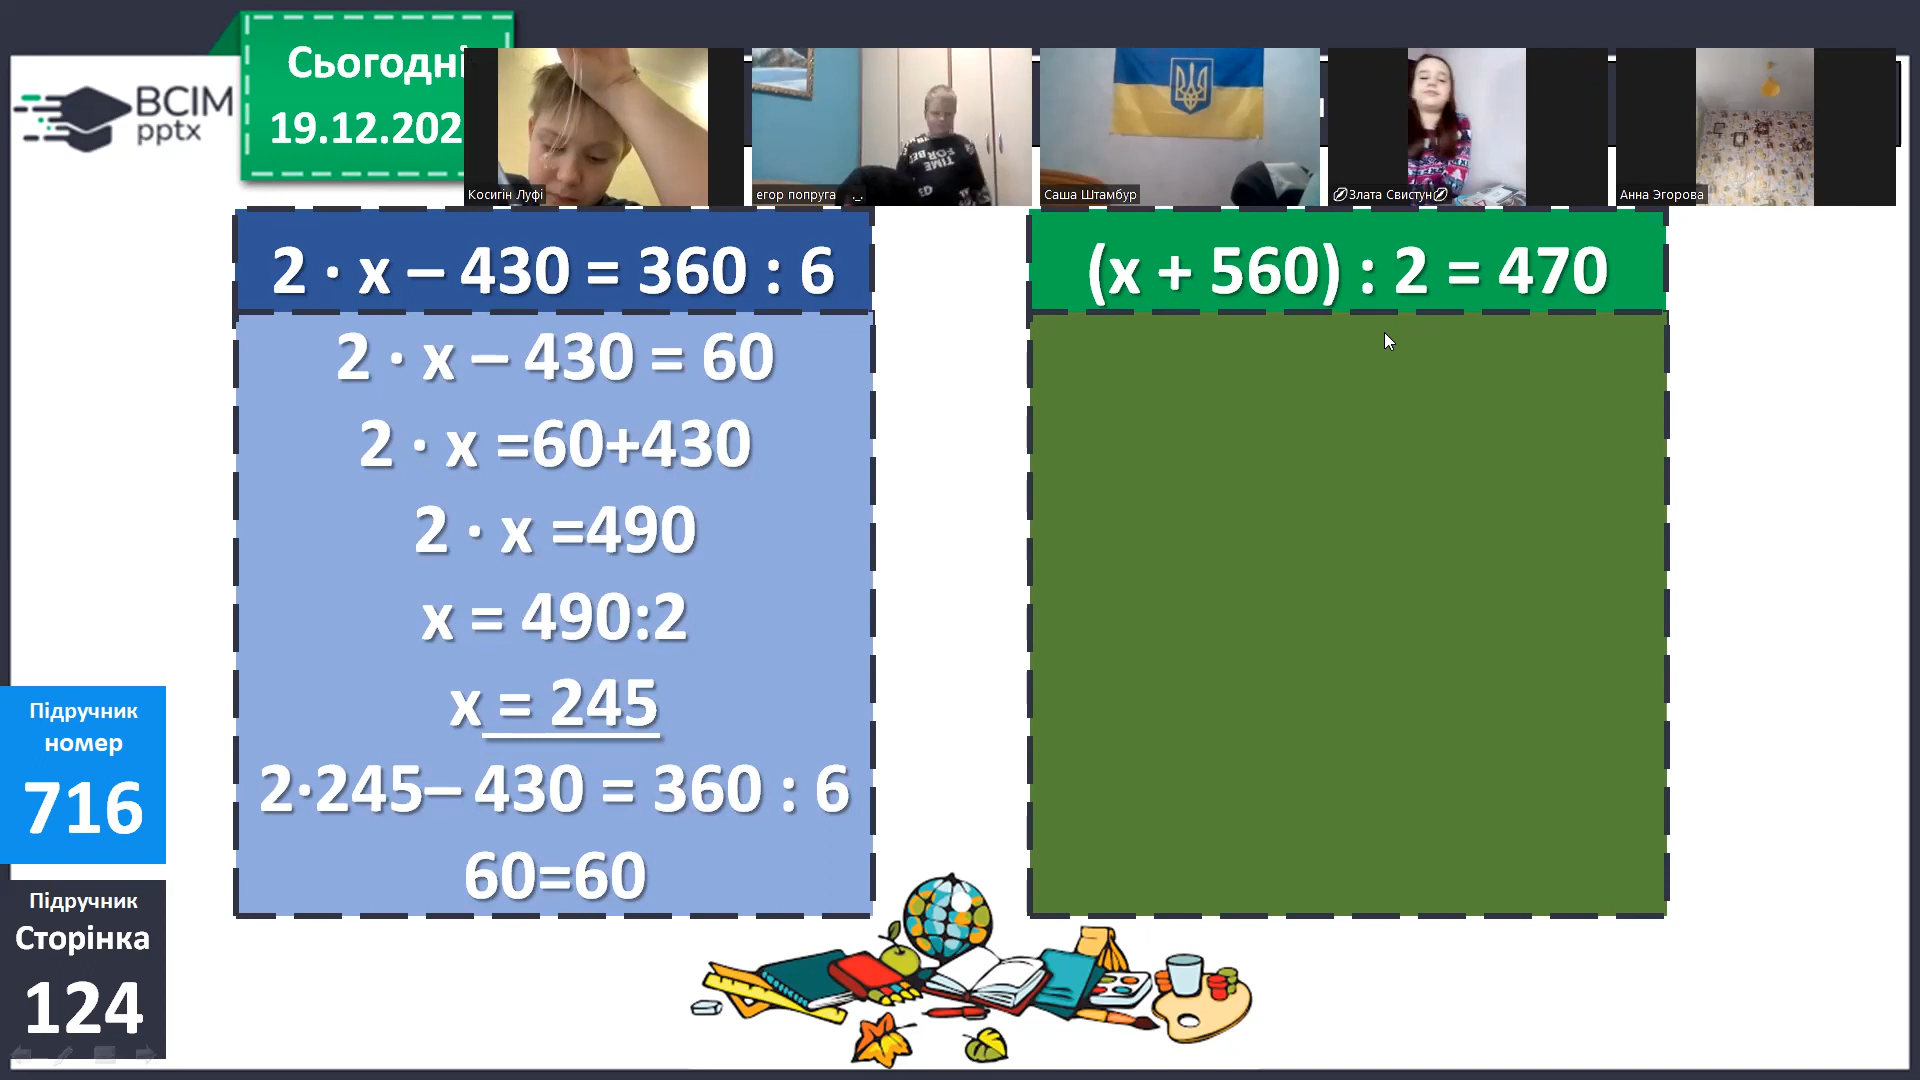 ВСІМ
pptx
Сьогодні
19.12.202
Косигін Луфі
егор попруга
Саша Штамбур
Злата Свистун
Анна Эгорова
TIME
FOR
2 · х – 430 = 360 : 6
2 · х – 430 = 60
2 · х =60+430
2 · х =490
х = 490:2
х = 245
2·245– 430 = 360 : 6
60=60
(х + 560) : 2 = 470
Підручник
номер
716
Підручник
Сторінка
124